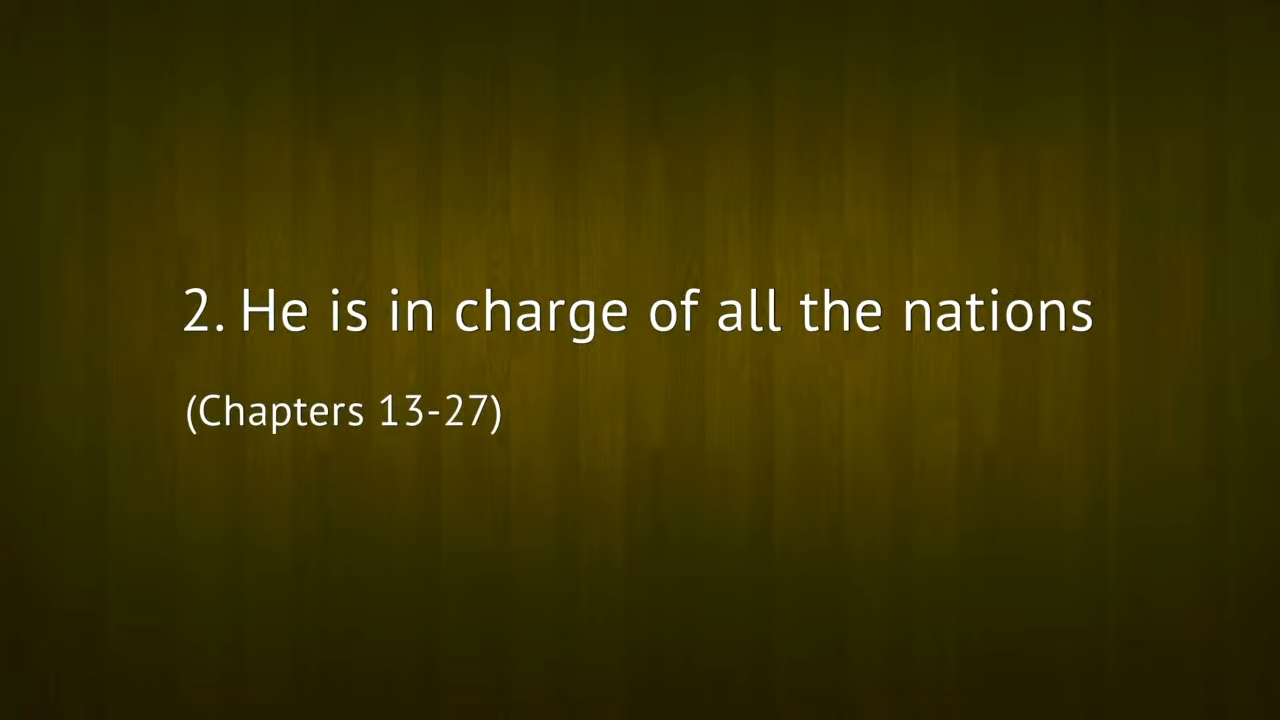 2. He is in charge of all the nations
(Chapters 13-27)